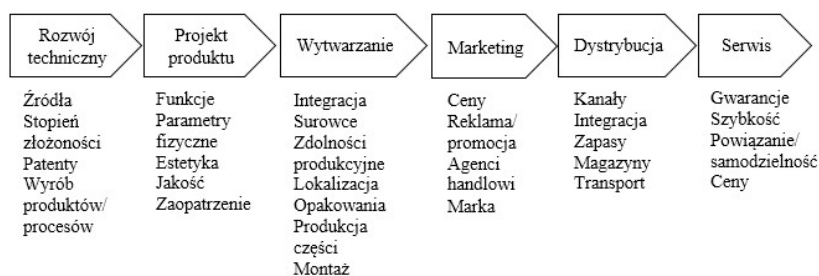 Rozwój
techniczny
Projekt
produktu
Wytwarzanie
Marketing
Dystrybucja
Serwis
Źródła
Stopień
złożoności
Patenty
Wyrób
produktów/
procesów
Funkcje
Parametry
fizyczne
Estetyka
Jakość
Zaopatrzenie
Integracja
Surowce
Zdolności
produkcyjne
Lokalizacja
Opakowania
Produkcja
części
Montaż
Ceny
Reklama/
promocja
Agenci
handlowi
Marka
Kanały
Integracja
Zapasy
Magazyny
Transport
Gwarancje
Szybkość
Powiązanie/
samodzielność
Ceny